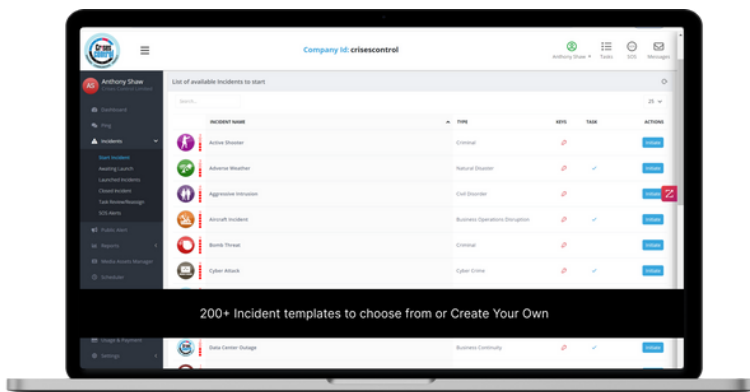 Crises Control
Company Id: crisescontrol
Anthony Shaw
Tasks
SOS
Messages
AS
Anthony Shaw
Crises Control Limited
List of available Incidents to start
Dashboard
Search...
25
Ping
INCIDENT NAME
TYPE
KEYS
TASK
ACTIONS
Incidents
Active Shooter
Criminal
Initiate
Start Incident
Awaiting Launch
Adverse Weather
Natural Disaster
Initiate
Launched Incidents
Closed Incident
Aggressive Intrusion
Civil Disorder
Initiate
Task Review/Reassign
SOS Alerts
Aircraft Incident
Business Operations Disruption
Initiate
Public Alert
Reports
Bomb Threat
Criminal
Initiate
Media Assets Manager
Cyber Attack
Cyber Crime
Initiate
Scheduler
200+ Incident templates to choose from or Create Your Own
Usage & Payment
Data Center Outage
Business Continuity
Initiate
Settings